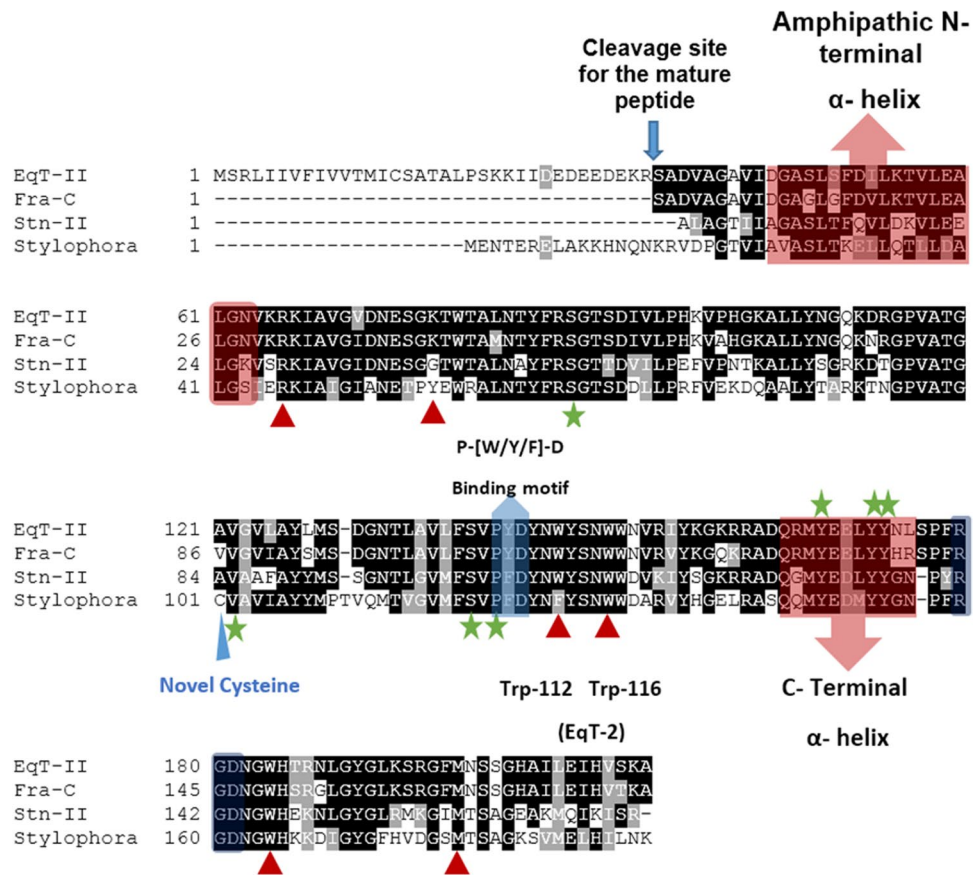 Amphipathic N-
terminal
α- helix
Cleavage site
for the mature
peptide
EqT-II 1 MSRLIIVFIVVTMICSATALPSKKIIDEDEEDEKRSADVAGAVIDGASLSFDILKTVLEA
Fra-C 1 -----------------------------------SADVAGAVIDGAGLGFDVLKTVLEA
Stn-II 1 -------------------------------------ALAGTIIAGASLTFQVLDKVLEE
Stylophora 1 --------------------MENTERELAKKHNQNKRVDPGTVIAVASLTKELLQTLLDA
EqT-II 61 LGNVKRKIAVGVDNESGKTWTALNTYFRSGTSDIVLPHKVPHGKALLYNGQKDRGPVATG
Fra-C 26 LGNVKRKIAVGIDNESGKTWTAMNTYFRSGTSDIVLPHKVAHGKALLYNGQKNRGPVATG
Stn-II 24 LGKVSRKIAVGIDNESGGTWTALNAYFRSGTTDVILPEFVPNTKALLYSGRKDTGPVATG
Stylophora 41 LGSIERKIAIGIANETPYEWRALNTYFRSGTSDDLLPRFVEKDQAALYTARKTNGPVATG
P-[W/Y/F]-D
Binding motif
EqT-II 121 AVGVLAYLMS-DGNTLAVLFSVPYDYNWYSNWWNVRIYKGKRRADQRMYEELYYNLSPFR
Fra-C 86 VVGVIAYSMS-DGNTLAVLFSVPYDYNWYSNWWNVRVYKGQKRADQRMYEELYYHRSPFR
Stn-II 84 AVAAFAYYMS-SGNTLGVMFSVPFDYNWYSNWWDVKIYSGKRRADQGMYEDLYYGN-PYR
Stylophora 101 CVAVIAYYMPTVQMTVGVMFSVPFDYNFYSNWWDARVYHGELRASQQMYEDMYYGN-PFR
Novel Cysteine
Trp-112 Trp-116
(EqT-2)
C- Terminal
α- helix
EqT-II 180 GDNGWHTRNLGYGLKSRGFMNSSGHAILEIHVSKA
Fra-C 145 GDNGWHSRGLGYGLKSRGFMNSSGHAILEIHVTKA
Stn-II 142 GDNGWHEKNLGYGLRMKGIMTSAGEAKMQIKISR-
Stylophora 160 GDNGWHKKDIGYGFHVDGSMTSAGKSVMELHILNK